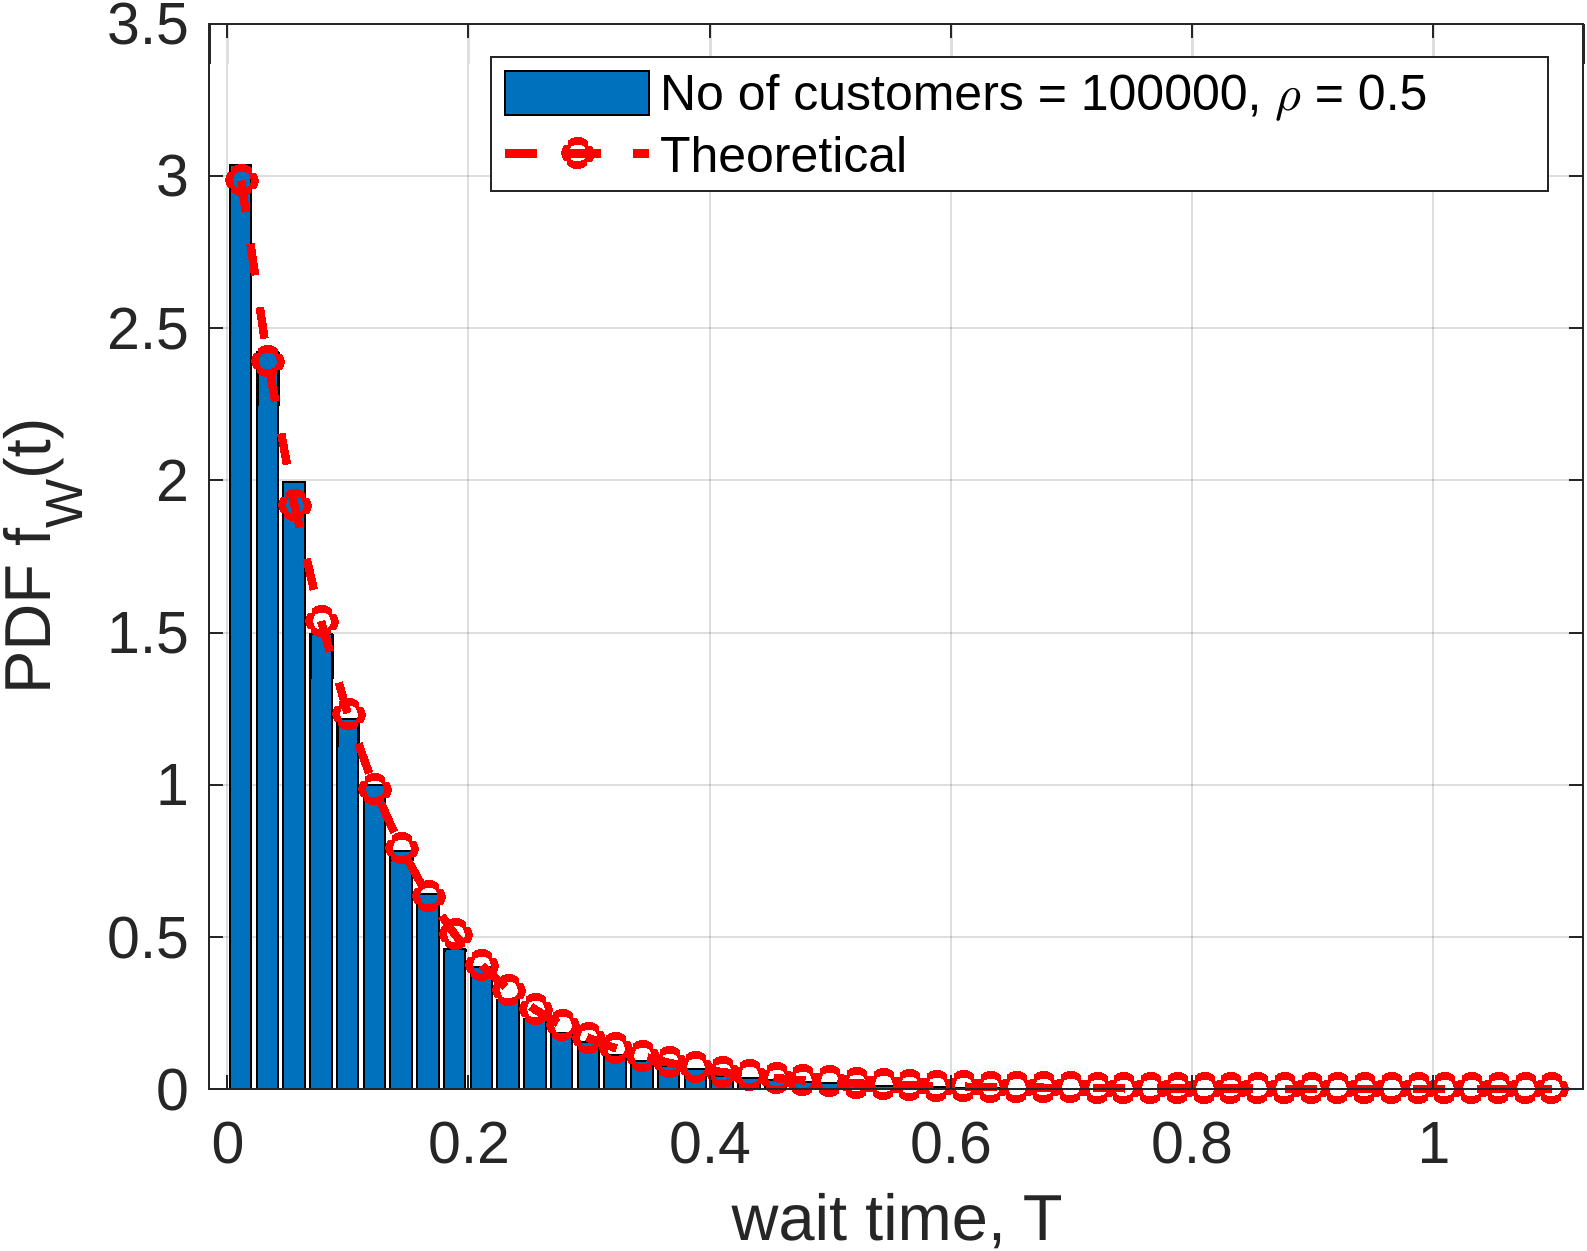 3.5
3
2.5
2
1.5
1
0.5
0
PDF f_W(t)
No of customers = 100000, ρ = 0.5
Theoretical
0 0.2 0.4 0.6 0.8 1
wait time, T